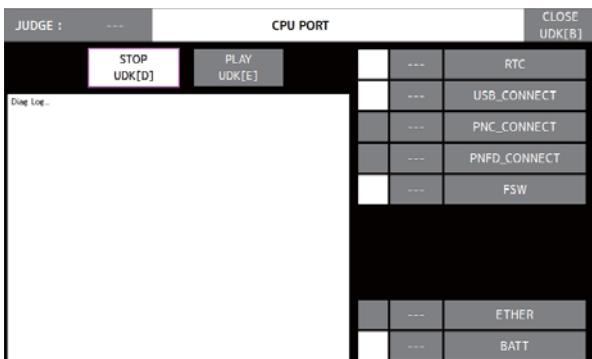 JUDGE :
---
CPU PORT
CLOSE
UDK[B]
STOP
UDK[D]
PLAY
UDK[E]
Diag Log..
--- RTC
--- USB_CONNECT
--- PNC_CONNECT
--- PNFD_CONNECT
--- FSW
--- ETHER
--- BATT